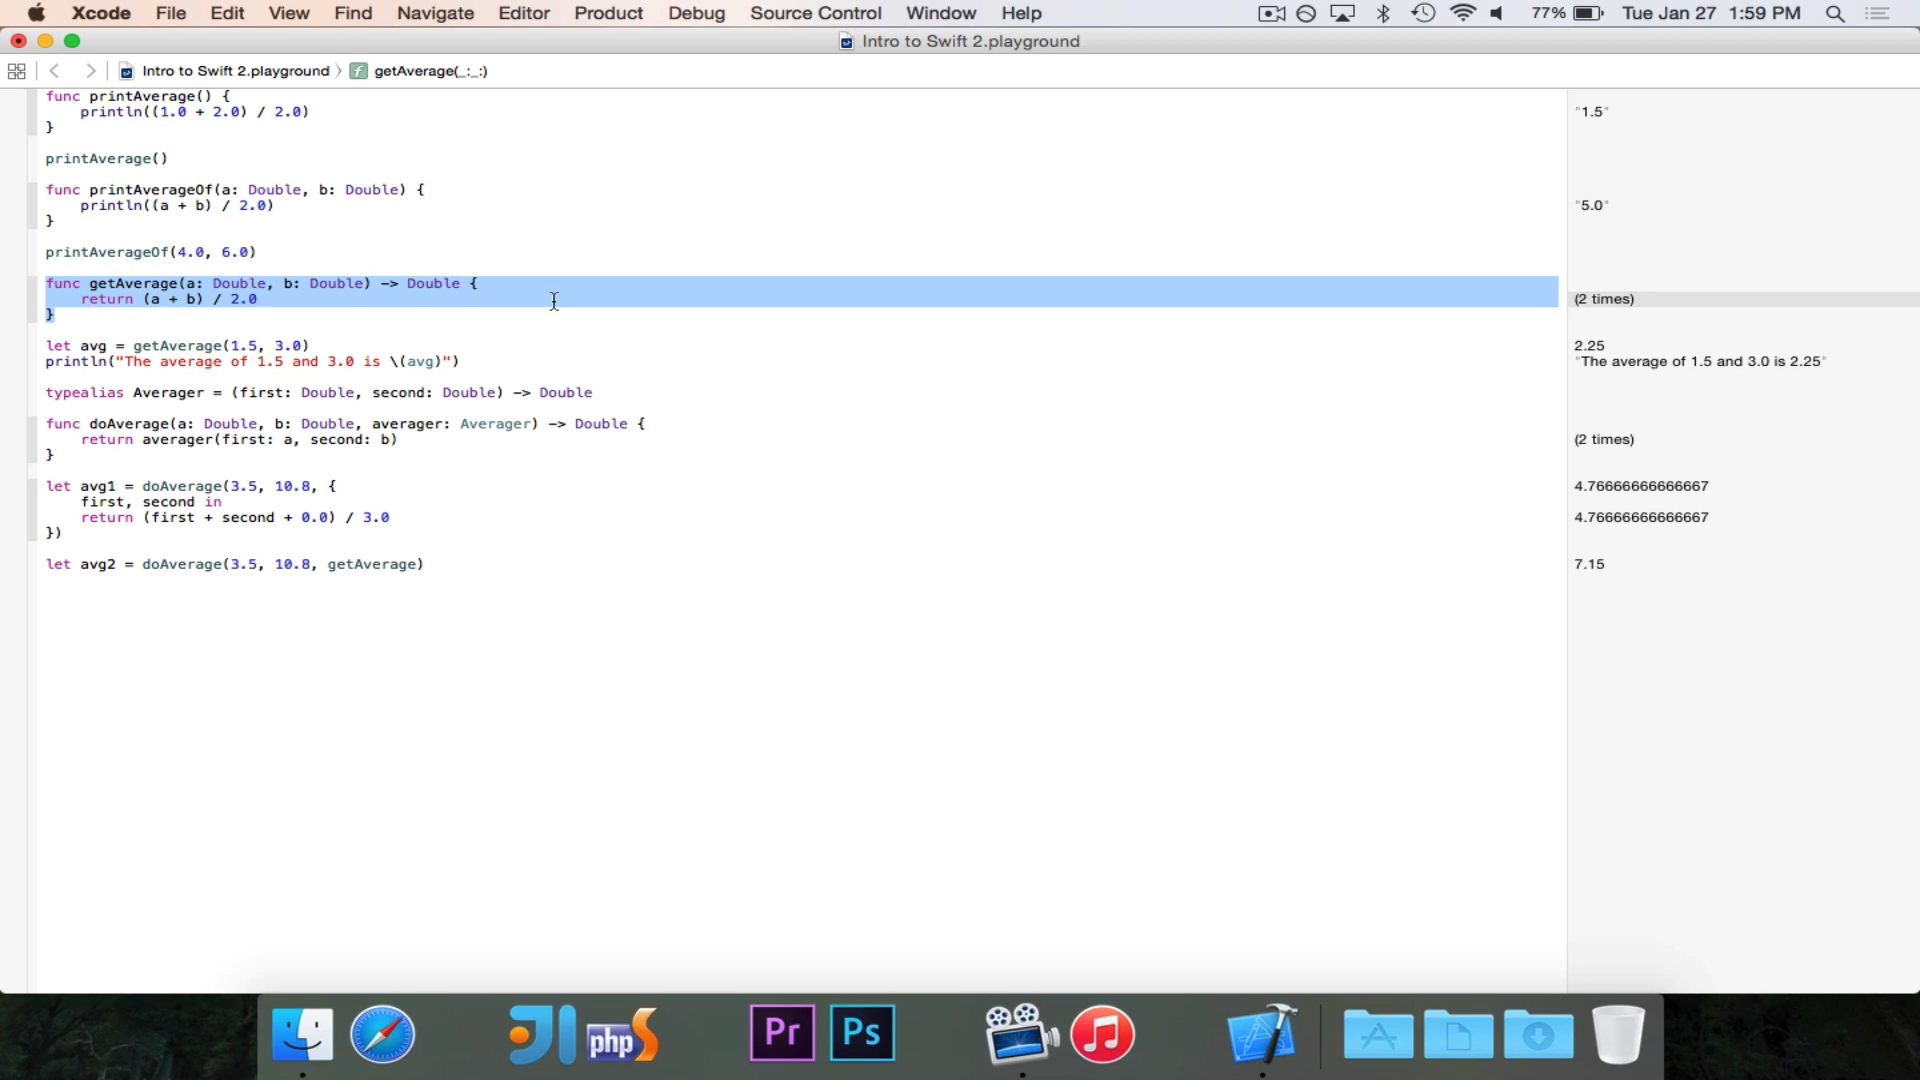 Xcode File Edit View Find Navigate Editor Product Debug Source Control Window Help 77% Tue Jan 27 1:59 PM
Intro to Swift 2.playground
Intro to Swift 2.playground f getAverage(_:_:)
func printAverage() {
println((1.0 + 2.0) / 2.0) "1.5"
}
printAverage()
func printAverageOf(a: Double, b: Double) {
println((a + b) / 2.0) "5.0"
}
printAverageOf(4.0, 6.0)
func getAverage(a: Double, b: Double) -> Double {
return (a + b) / 2.0 (2 times)
}
let avg = getAverage(1.5, 3.0) 2.25
println("The average of 1.5 and 3.0 is \(avg)") "The average of 1.5 and 3.0 is 2.25"
typealias Averager = (first: Double, second: Double) -> Double
func doAverage(a: Double, b: Double, averager: Averager) -> Double {
return averager(first: a, second: b) (2 times)
}
let avg1 = doAverage(3.5, 10.8, { 4.76666666666667
first, second in
return (first + second + 0.0) / 3.0 4.76666666666667
})
let avg2 = doAverage(3.5, 10.8, getAverage) 7.15
php Pr Ps